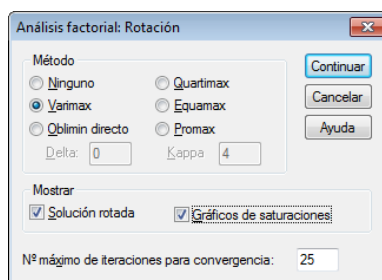 Análisis factorial: Rotación
Método
Ninguno
Quartimax
Varimax
Equamax
Oblimin directo
Promax
Delta: 0
Kappa 4
Continuar
Cancelar
Ayuda
Mostrar
Solución rotada
Gráficos de saturaciones
Nº máximo de iteraciones para convergencia: 25